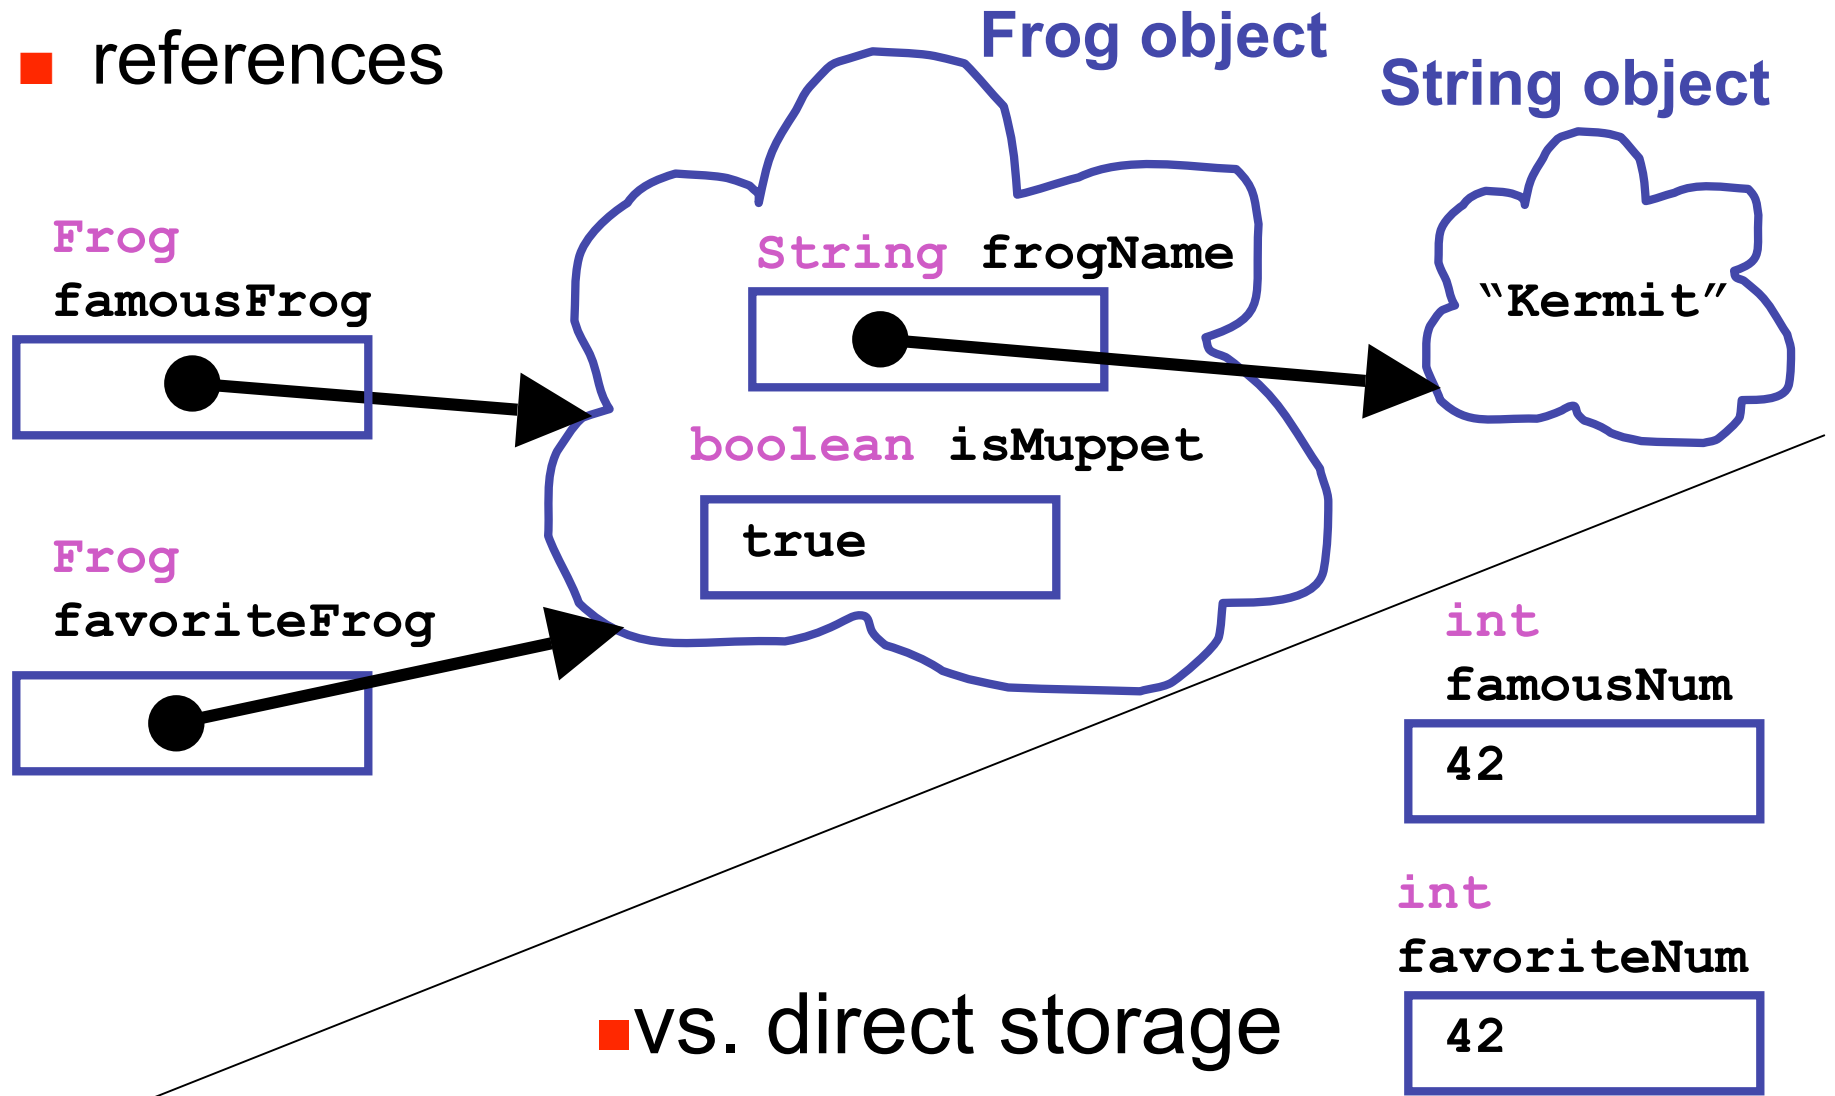 references
Frog object
String object
Frog
famousFrog
String frogName
“Kermit”
boolean isMuppet
true
Frog
favoriteFrog
int
famousNum
42
int
favoriteNum
42
vs. direct storage